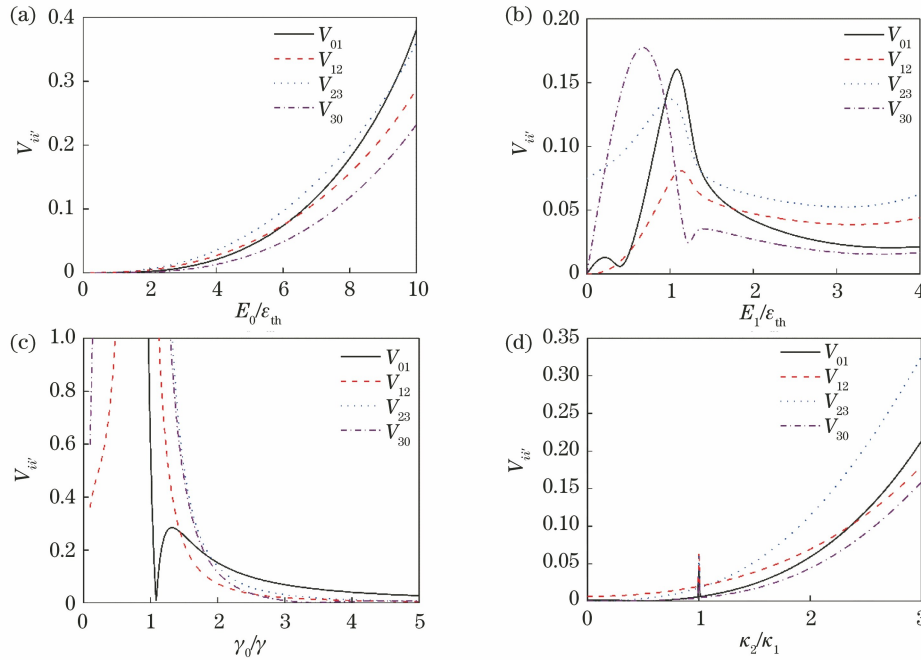 (a)
0.4
0.3
0.2
0.1
0
V_{ii'}
V_{01}
V_{12}
V_{23}
V_{30}
0 2 4 6 8 10
E_0/ε_{th}
(b)
0.20
0.15
0.10
0.05
0
V_{ii'}
V_{01}
V_{12}
V_{23}
V_{30}
0 1 2 3 4
E_1/ε_{th}
(c)
1.0
0.8
0.6
0.4
0.2
0
V_{ii'}
V_{01}
V_{12}
V_{23}
V_{30}
0 1 2 3 4 5
γ_0/γ
(d)
0.35
0.30
0.25
0.20
0.15
0.10
0.05
0
V_{ii'}
V_{01}
V_{12}
V_{23}
V_{30}
0 1 2 3
κ_2/κ_1